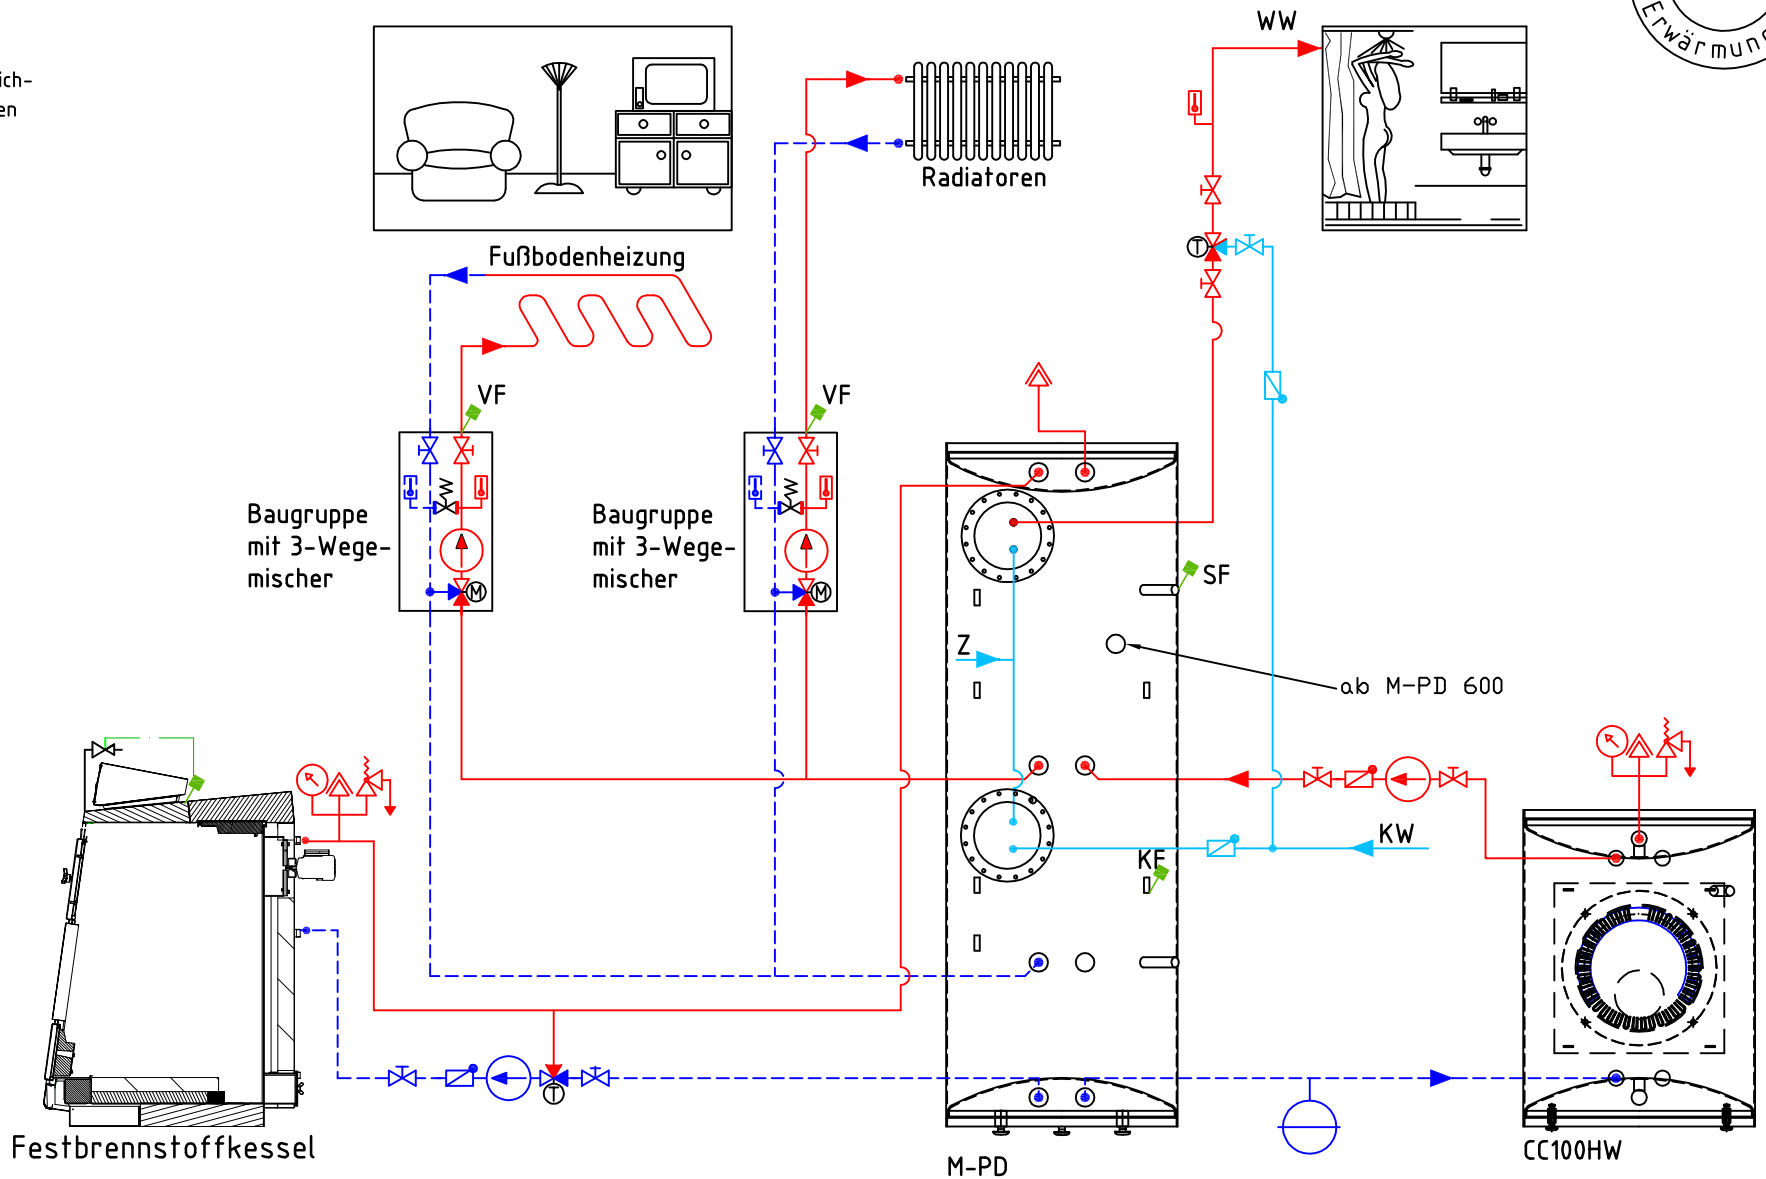 WW
Erwärmung
ich-
en
Radiatoren
Fußbodenheizung
T
VF
VF
Baugruppe
mit 3-Wege-
mischer
Baugruppe
mit 3-Wege-
mischer
M
M
SF
Z
ab M-PD 600
KW
KF
T
Festbrennstoffkessel
M-PD
CC100HW